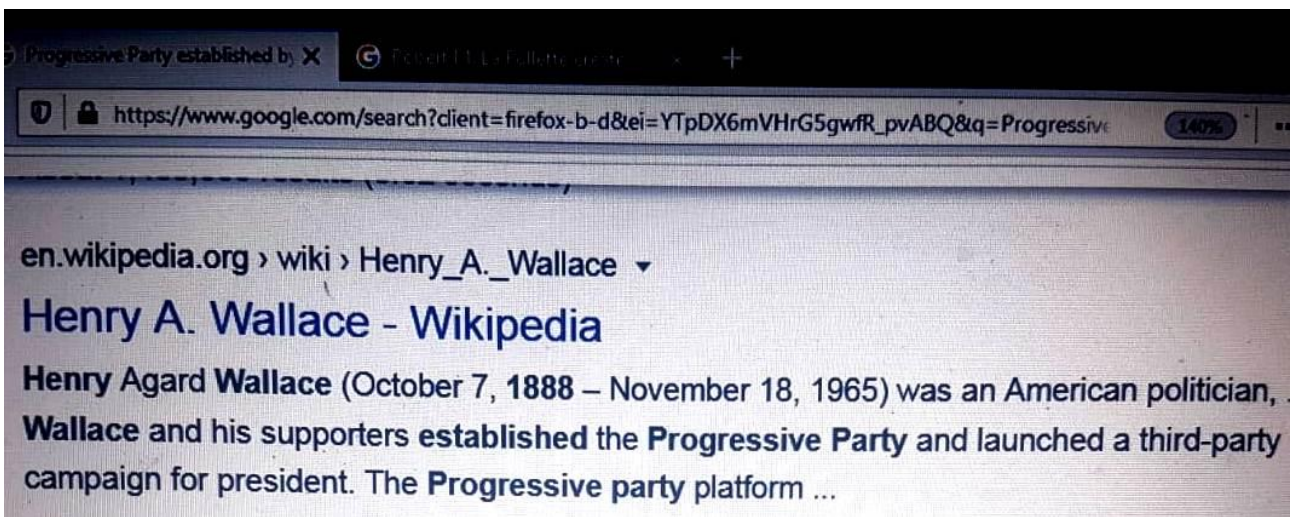 Progressive Party established by
https://www.google.com/search?client=firefox-b-d&ei=YTpDX6mVHrG5gwfR_pvABQ&q=Progressive
140%
en.wikipedia.org › wiki › Henry_A._Wallace
Henry A. Wallace - Wikipedia
Henry Agard Wallace (October 7, 1888 – November 18, 1965) was an American politician, .
Wallace and his supporters established the Progressive Party and launched a third-party
campaign for president. The Progressive party platform ...